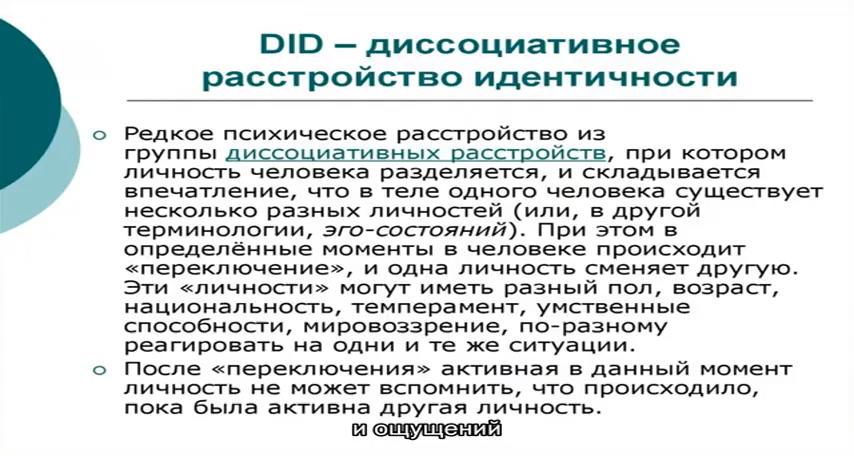 DID – диссоциативное
расстройство идентичности
Редкое психическое расстройство из
группы диссоциативных расстройств, при котором
личность человека разделяется, и складывается
впечатление, что в теле одного человека существует
несколько разных личностей (или, в другой
терминологии, эго-состояний). При этом в
определённые моменты в человеке происходит
«переключение», и одна личность сменяет другую.
Эти «личности» могут иметь разный пол, возраст,
национальность, темперамент, умственные
способности, мировоззрение, по-разному
реагировать на одни и те же ситуации.
После «переключения» активная в данный момент
личность не может вспомнить, что происходило,
пока была активна другая личность.
и ощущений